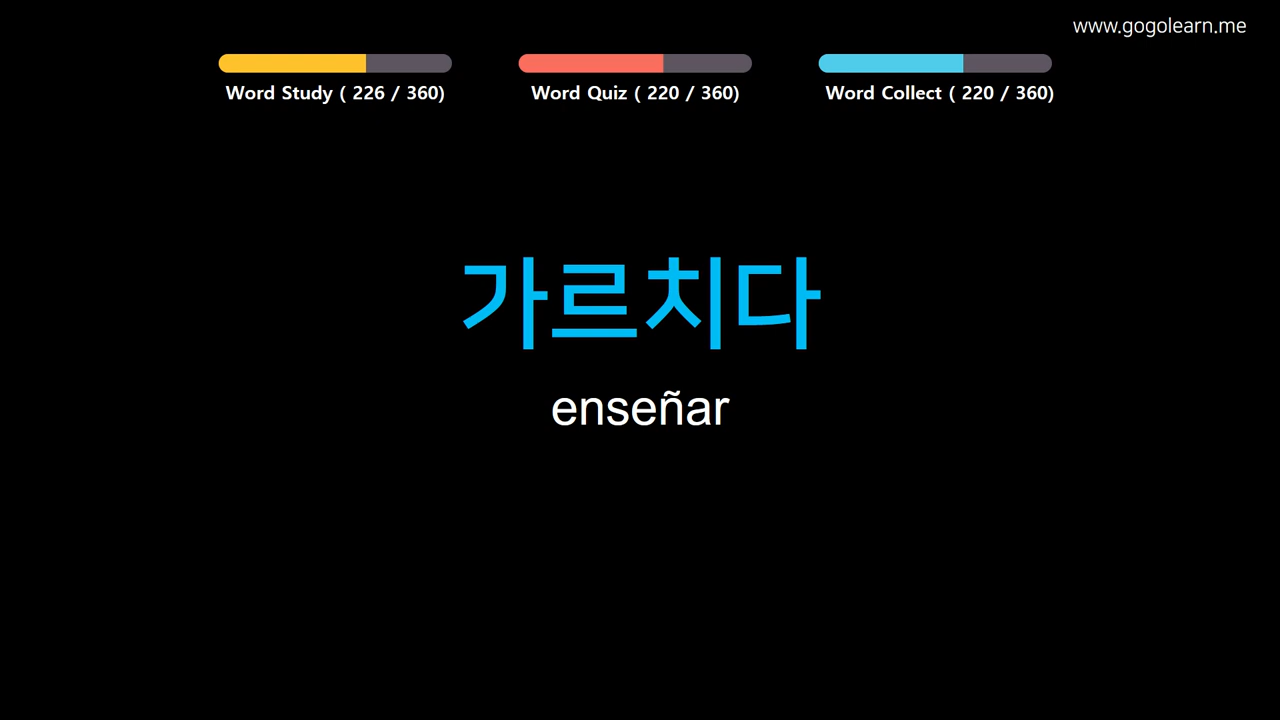 www.gogolearn.me
Word Study ( 226 / 360)
Word Quiz ( 220 / 360)
Word Collect ( 220 / 360)
가르치다
enseñar